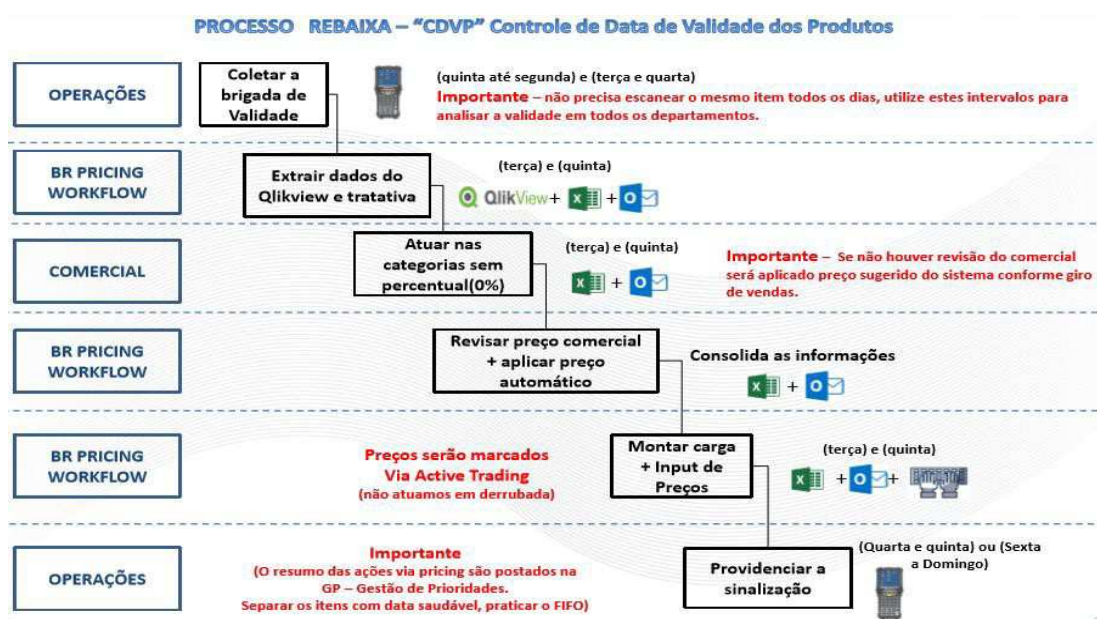 PROCESSO REBAIXA – “CDVP” Controle de Data de Validade dos Produtos
OPERAÇÕES
Coletar a
brigada de
Validade
(quinta até segunda) e (terça e quarta)
Importante – não precisa escanear o mesmo item todos os dias, utilize estes intervalos para
analisar a validade em todos os departamentos.
BR PRICING
WORKFLOW
Extrair dados do
Qlikview e tratativa
(terça) e (quinta)
QlikView + +
COMERCIAL
Atuar nas
categorias sem
percentual(0%)
(terça) e (quinta)
+
Importante – Se não houver revisão do comercial
será aplicado preço sugerido do sistema conforme giro
de vendas.
BR PRICING
WORKFLOW
Revisar preço comercial
+ aplicar preço
automático
Consolida as informações
+
BR PRICING
WORKFLOW
Preços serão marcados
Via Active Trading
(não atuamos em derrubada)
Montar carga
+ Input de
Preços
(terça) e (quinta)
+ +
OPERAÇÕES
Importante
(O resumo das ações via pricing são postados na
GP – Gestão de Prioridades.
Separar os itens com data saudável, praticar o FIFO)
Providenciar a
sinalização
(Quarta e quinta) ou (Sexta
a Domingo)